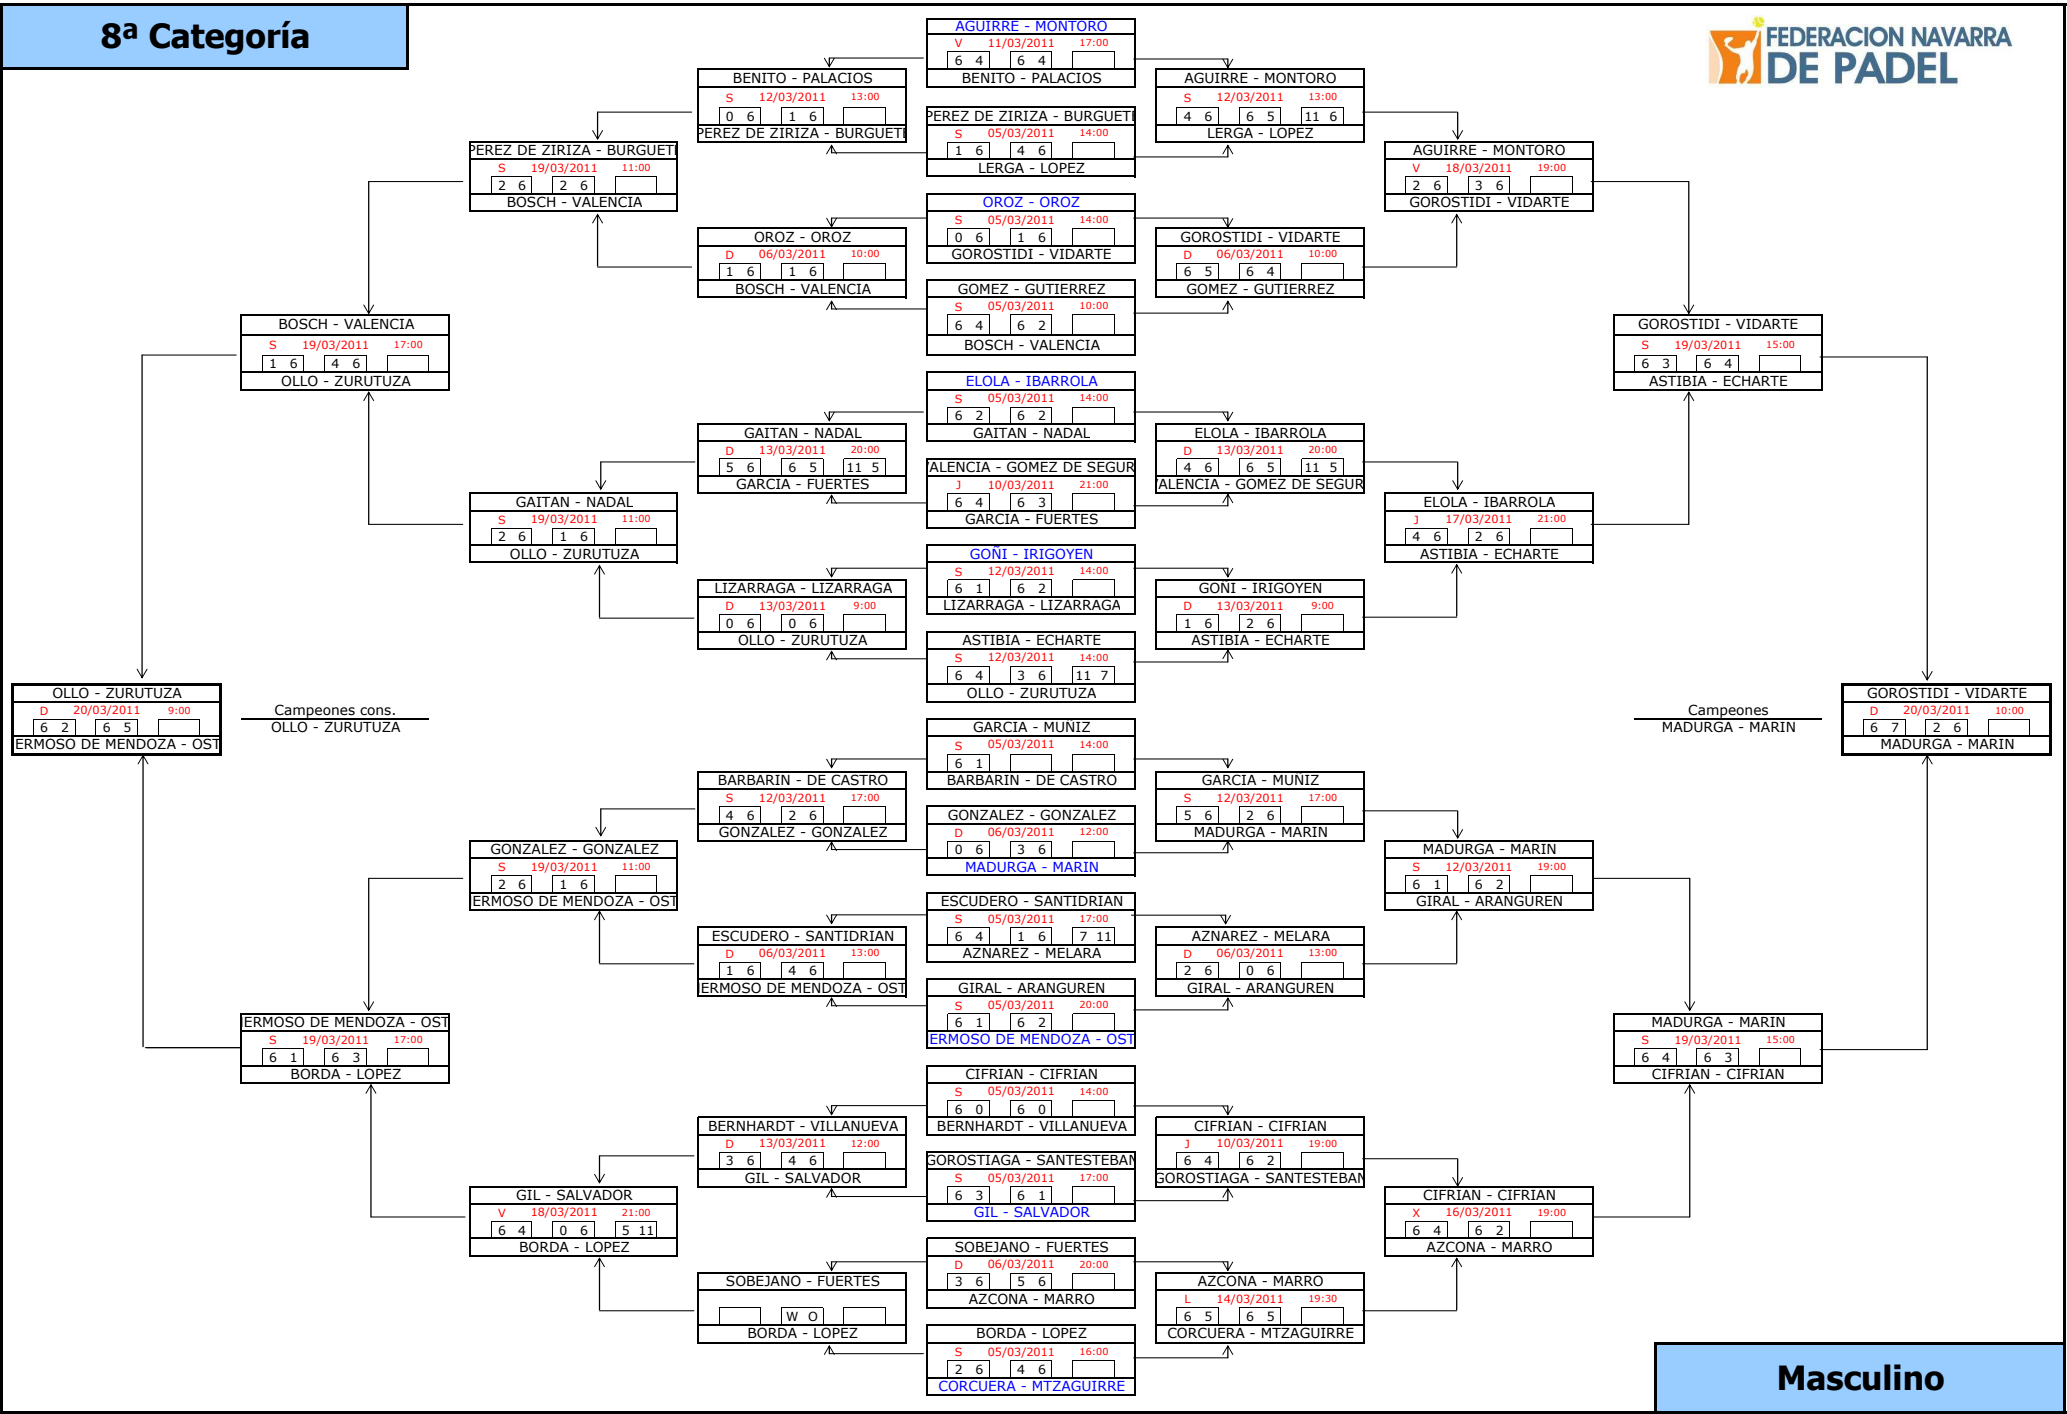 8ª Categoría
FEDERACION NAVARRA
DE PADEL
AGUIRRE - MONTORO
V 11/03/2011 17:00
6 4 6 4
BENITO - PALACIOS
PEREZ DE ZIRIZA - BURGUETE
S 05/03/2011 14:00
1 6 4 6
LERGA - LOPEZ
OROZ - OROZ
S 05/03/2011 14:00
0 6 1 6
GOROSTIDI - VIDARTE
GOMEZ - GUTIERREZ
S 05/03/2011 10:00
6 4 6 2
BOSCH - VALENCIA
ELOLA - IBARROLA
S 05/03/2011 14:00
6 2 6 2
GAITAN - NADAL
VALENCIA - GOMEZ DE SEGUR
J 10/03/2011 21:00
6 4 6 3
GARCIA - FUERTES
GOÑI - IRIGOYEN
S 12/03/2011 14:00
6 1 6 2
LIZARRAGA - LIZARRAGA
ASTIBIA - ECHARTE
S 12/03/2011 14:00
6 4 3 6 11 7
OLLO - ZURUTUZA
GARCIA - MUÑIZ
S 05/03/2011 14:00
6 1
BARBARIN - DE CASTRO
GONZALEZ - GONZALEZ
D 06/03/2011 12:00
0 6 3 6
MADURGA - MARIN
ESCUDERO - SANTIDRIAN
S 05/03/2011 17:00
6 4 1 6 7 11
AZNAREZ - MELARA
GIRAL - ARANGUREN
S 05/03/2011 20:00
6 1 6 2
ERMOSO DE MENDOZA - OST
CIFRIAN - CIFRIAN
S 05/03/2011 14:00
6 0 6 0
BERNHARDT - VILLANUEVA
GOROSTIAGA - SANTESTEBAN
S 05/03/2011 17:00
6 3 6 1
GIL - SALVADOR
SOBEJANO - FUERTES
D 06/03/2011 20:00
3 6 5 6
AZCONA - MARRO
BORDA - LOPEZ
S 05/03/2011 16:00
2 6 4 6
CORCUERA - MTZAGUIRRE
BENITO - PALACIOS
S 12/03/2011 13:00
0 6 1 6
PEREZ DE ZIRIZA - BURGUETE
OROZ - OROZ
D 06/03/2011 10:00
1 6 1 6
BOSCH - VALENCIA
GAITAN - NADAL
D 13/03/2011 20:00
5 6 6 5 11 5
GARCIA - FUERTES
LIZARRAGA - LIZARRAGA
D 13/03/2011 9:00
0 6 0 6
OLLO - ZURUTUZA
BARBARIN - DE CASTRO
S 12/03/2011 17:00
4 6 2 6
GONZALEZ - GONZALEZ
ESCUDERO - SANTIDRIAN
D 06/03/2011 13:00
1 6 4 6
IERMOSO DE MENDOZA - OST
BERNHARDT - VILLANUEVA
D 13/03/2011 12:00
3 6 4 6
GIL - SALVADOR
SOBEJANO - FUERTES
W O
BORDA - LOPEZ
PEREZ DE ZIRIZA - BURGUETE
S 19/03/2011 11:00
2 6 2 6
BOSCH - VALENCIA
GAITAN - NADAL
S 19/03/2011 11:00
2 6 1 6
OLLO - ZURUTUZA
GONZALEZ - GONZALEZ
S 19/03/2011 11:00
2 6 1 6
ERMOSO DE MENDOZA - OST
GIL - SALVADOR
V 18/03/2011 21:00
6 4 0 6 5 11
BORDA - LOPEZ
BOSCH - VALENCIA
S 19/03/2011 17:00
1 6 4 6
OLLO - ZURUTUZA
IERMOSO DE MENDOZA - OST
S 19/03/2011 17:00
6 1 6 3
BORDA - LOPEZ
OLLO - ZURUTUZA
D 20/03/2011 9:00
6 2 6 5
ERMOSO DE MENDOZA - OST
Campeones cons.
OLLO - ZURUTUZA
AGUIRRE - MONTORO
S 12/03/2011 13:00
4 6 6 5 11 6
LERGA - LOPEZ
GOROSTIDI - VIDARTE
D 06/03/2011 10:00
6 5 6 4
GOMEZ - GUTIERREZ
ELOLA - IBARROLA
D 13/03/2011 20:00
4 6 6 5 11 5
VALENCIA - GOMEZ DE SEGUR
GOÑI - IRIGOYEN
D 13/03/2011 9:00
1 6 2 6
ASTIBIA - ECHARTE
GARCIA - MUÑIZ
S 12/03/2011 17:00
5 6 2 6
MADURGA - MARIN
AZNAREZ - MELARA
D 06/03/2011 13:00
2 6 0 6
GIRAL - ARANGUREN
CIFRIAN - CIFRIAN
J 10/03/2011 19:00
6 4 6 2
GOROSTIAGA - SANTESTEBAN
AZCONA - MARRO
L 14/03/2011 19:30
6 5 6 5
CORCUERA - MTZAGUIRRE
AGUIRRE - MONTORO
V 18/03/2011 19:00
2 6 3 6
GOROSTIDI - VIDARTE
ELOLA - IBARROLA
J 17/03/2011 21:00
4 6 2 6
ASTIBIA - ECHARTE
MADURGA - MARIN
S 12/03/2011 19:00
6 1 6 2
GIRAL - ARANGUREN
CIFRIAN - CIFRIAN
X 16/03/2011 19:00
6 4 6 2
AZCONA - MARRO
GOROSTIDI - VIDARTE
S 19/03/2011 15:00
6 3 6 4
ASTIBIA - ECHARTE
MADURGA - MARIN
S 19/03/2011 15:00
6 4 6 3
CIFRIAN - CIFRIAN
Campeones
MADURGA - MARIN
GOROSTIDI - VIDARTE
D 20/03/2011 10:00
6 7 2 6
MADURGA - MARIN
Masculino